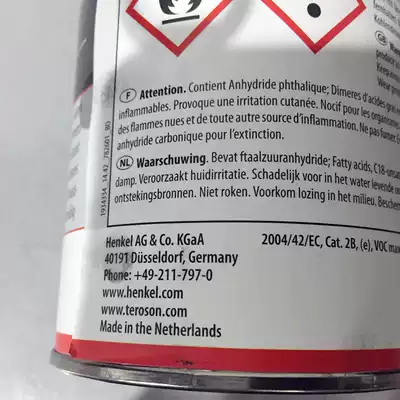 F Attention. Contient Anhydride phthalique; Dimeres d'acides gras
inflammables. Provoque une irritation cutanée. Nocif pour les organismes
des flammes nues et de toute autre source d'inflammation. Ne pas fumer.
anhydride carbonique pour l'extinction.
NL Waarschuwing. Bevat ftaalzuuranhydride; Fatty acids, C18-unsat
damp. Veroorzaakt huidirritatie. Schadelijk voor in het water levende
ontstekingsbronnen. Niet roken. Voorkom lozing in het milieu.
Henkel AG & Co. KGaA
40191 Düsseldorf, Germany
Phone: +49-211-797-0
www.henkel.com
www.teroson.com
Made in the Netherlands
2004/42/EC, Cat. 2B, (e), VOC max